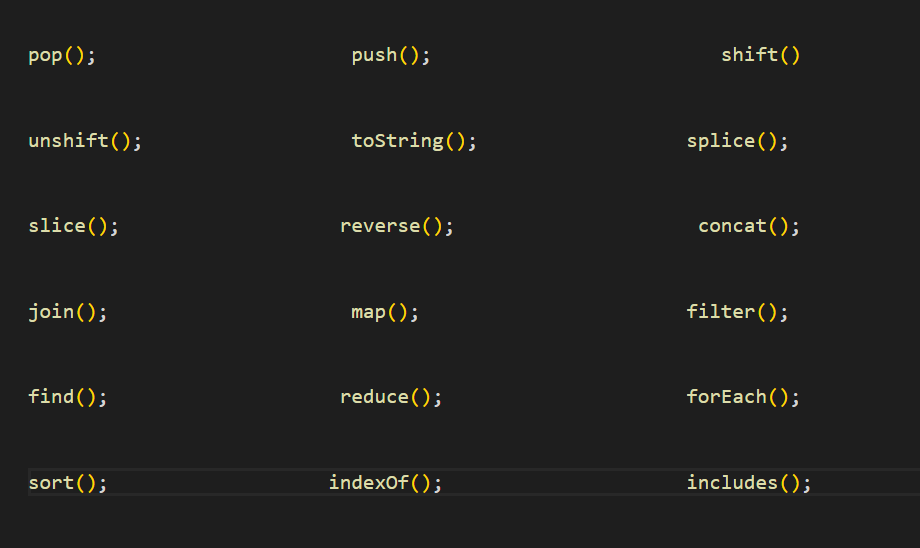 pop(); push(); shift()
unshift(); toString(); splice();
slice(); reverse(); concat();
join(); map(); filter();
find(); reduce(); forEach();
sort(); indexOf(); includes();